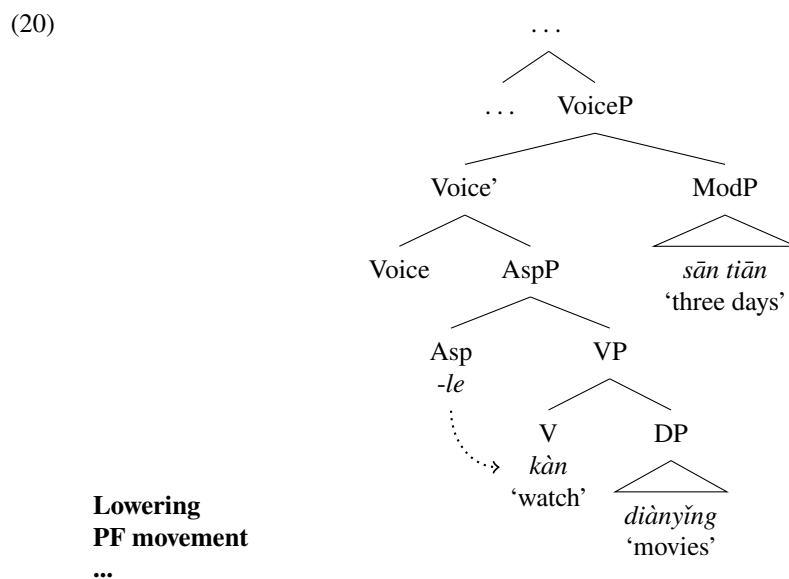 (20)
. . .
. . . VoiceP
Voice’ ModP
Voice AspP sān tiān
‘three days’
Asp VP
-le
V DP
kàn
‘watch’ diànyǐng
‘movies’
Lowering
PF movement
...